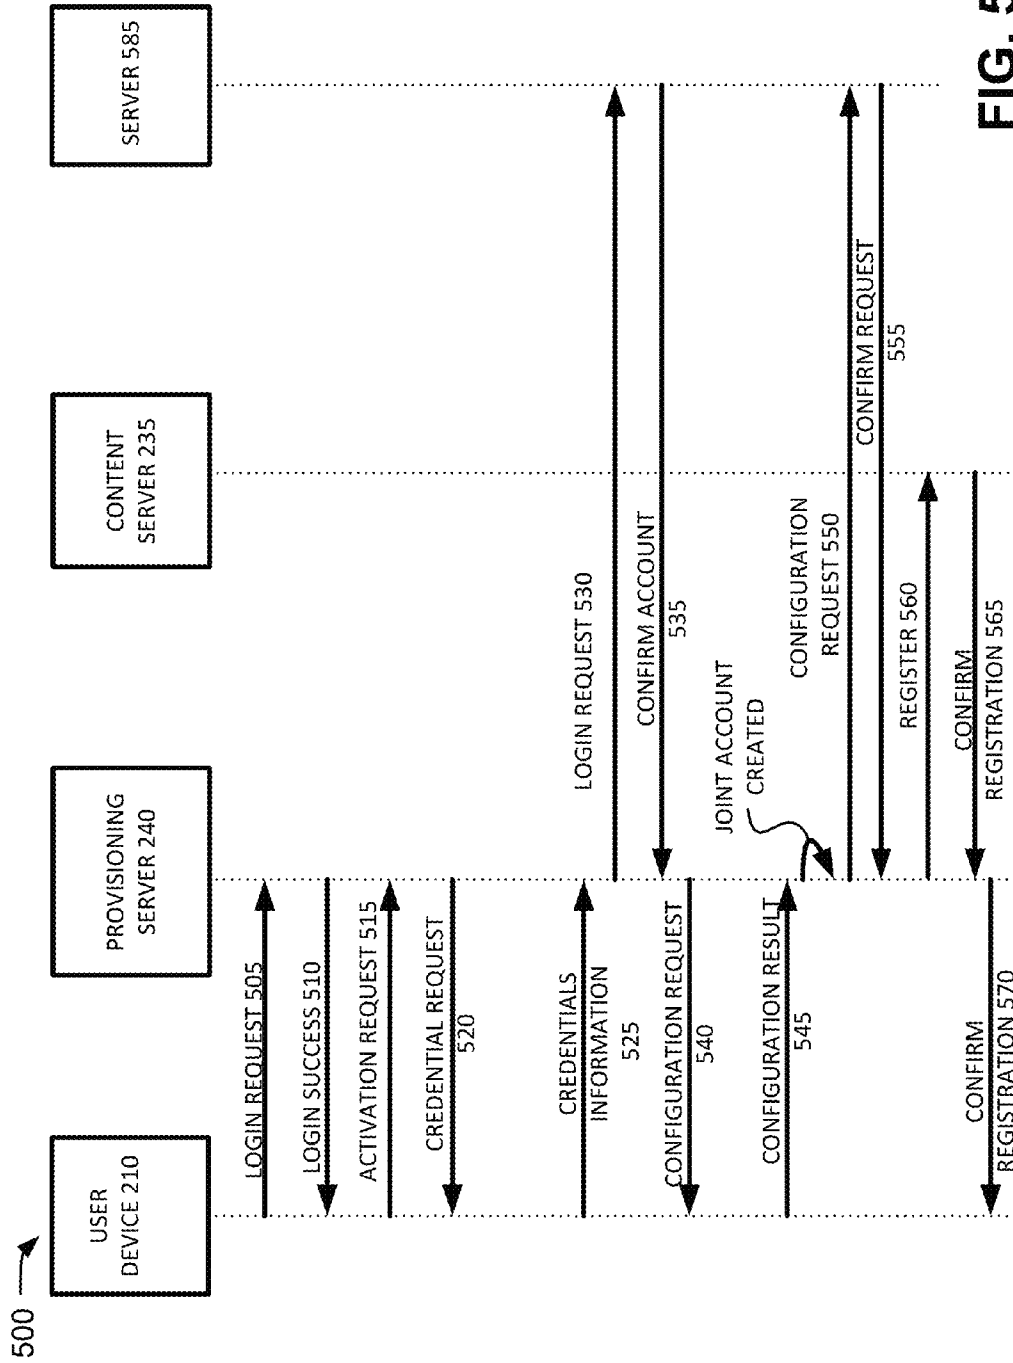 500
USER
DEVICE 210
PROVISIONING
SERVER 240
CONTENT
SERVER 235
SERVER 585
LOGIN REQUEST 505
LOGIN SUCCESS 510
ACTIVATION REQUEST 515
CREDENTIAL REQUEST
520
CREDENTIALS
INFORMATION
525
LOGIN REQUEST 530
CONFIRM ACCOUNT
535
CONFIGURATION REQUEST
540
CONFIGURATION RESULT
545
JOINT ACCOUNT
CREATED
CONFIGURATION
REQUEST 550
CONFIRM REQUEST
555
REGISTER 560
CONFIRM
REGISTRATION 565
CONFIRM
REGISTRATION 570
FIG. 5